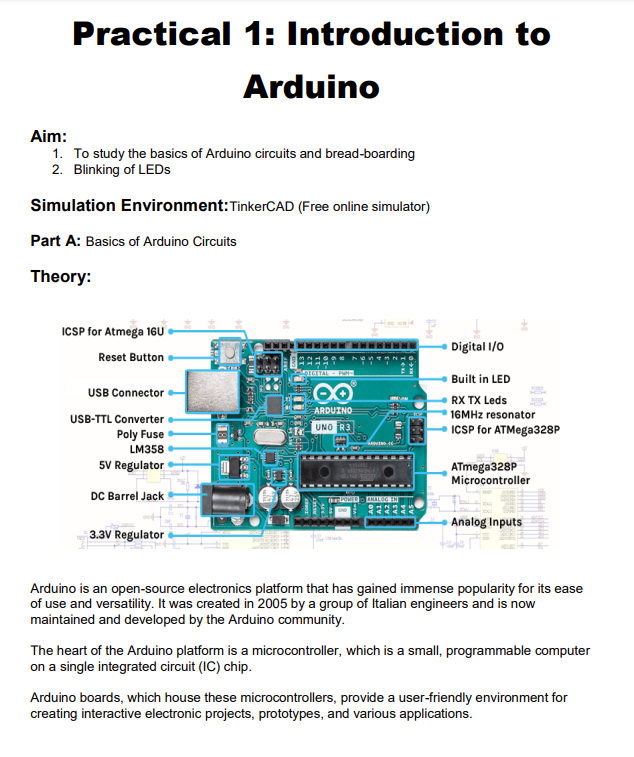 Practical 1: Introduction to
Arduino
Aim:
1. To study the basics of Arduino circuits and bread-boarding
2. Blinking of LEDs
Simulation Environment:TinkerCAD (Free online simulator)
Part A: Basics of Arduino Circuits
Theory:
ICSP for Atmega 16U
Reset Button
USB Connector
USB-TTL Converter
Poly Fuse
LM358
5V Regulator
DC Barrel Jack
3.3V Regulator
DIGITAL
ARDUINO
UNO R3
POWER
ANALOG IN
A0
A1
A2
A3
A4
A5
Digital I/O
Built in LED
RX TX Leds
16MHz resonator
ICSP for ATMega328P
ATmega328P
Microcontroller
Analog Inputs
Arduino is an open-source electronics platform that has gained immense popularity for its ease
of use and versatility. It was created in 2005 by a group of Italian engineers and is now
maintained and developed by the Arduino community.
The heart of the Arduino platform is a microcontroller, which is a small, programmable computer
on a single integrated circuit (IC) chip.
Arduino boards, which house these microcontrollers, provide a user-friendly environment for
creating interactive electronic projects, prototypes, and various applications.